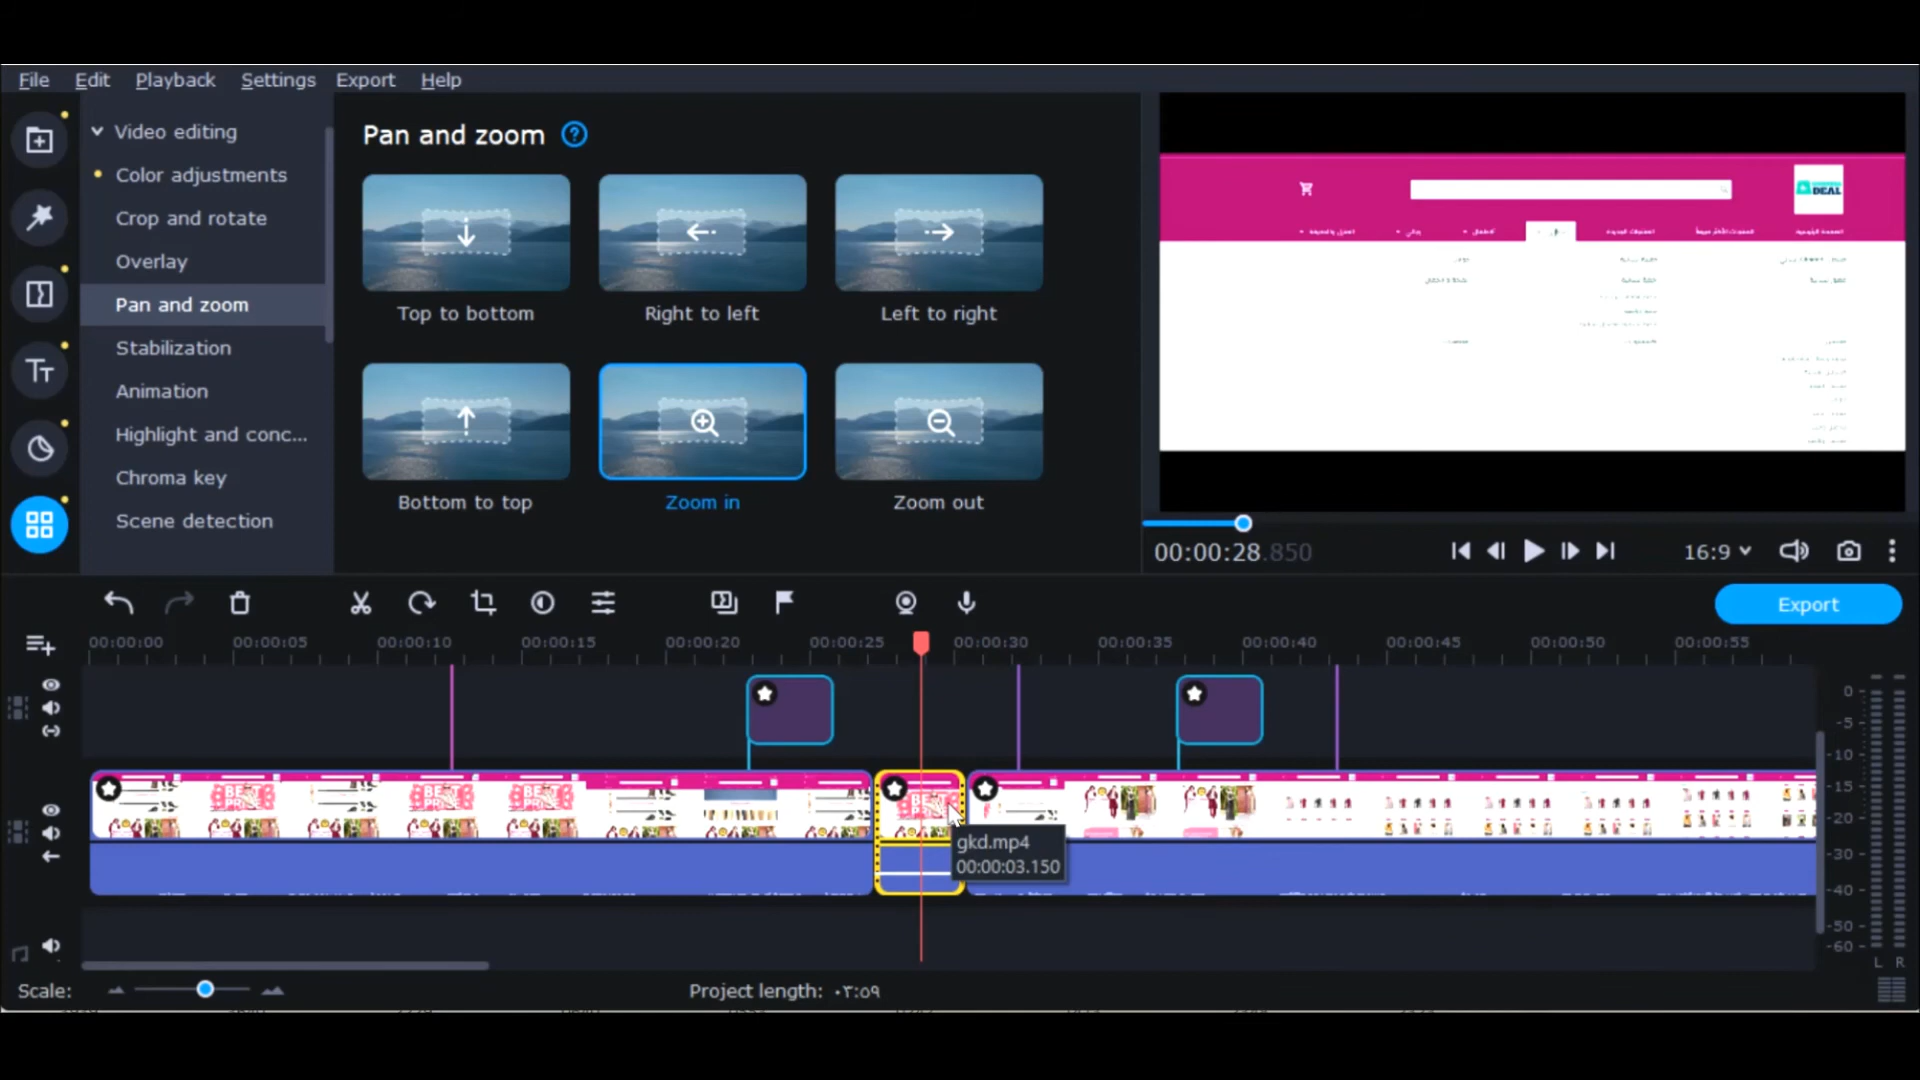 File Edit Playback Settings Export Help
Video editing
Color adjustments
Crop and rotate
Overlay
Pan and zoom
Stabilization
Animation
Highlight and conc...
Chroma key
Scene detection
Pan and zoom ?
Top to bottom
Right to left
Left to right
Bottom to top
Zoom in
Zoom out
DEAL
00:00:28.850
16:9
Export
00:00:00 00:00:05 00:00:10 00:00:15 00:00:20 00:00:25 00:00:30 00:00:35 00:00:40 00:00:45 00:00:50 00:00:55
BEST
gkd.mp4
00:00:03.150
0
-5
-10
-15
-20
-30
-40
-50
-60
L R
Scale:
Project length: ٠٣:٥٩